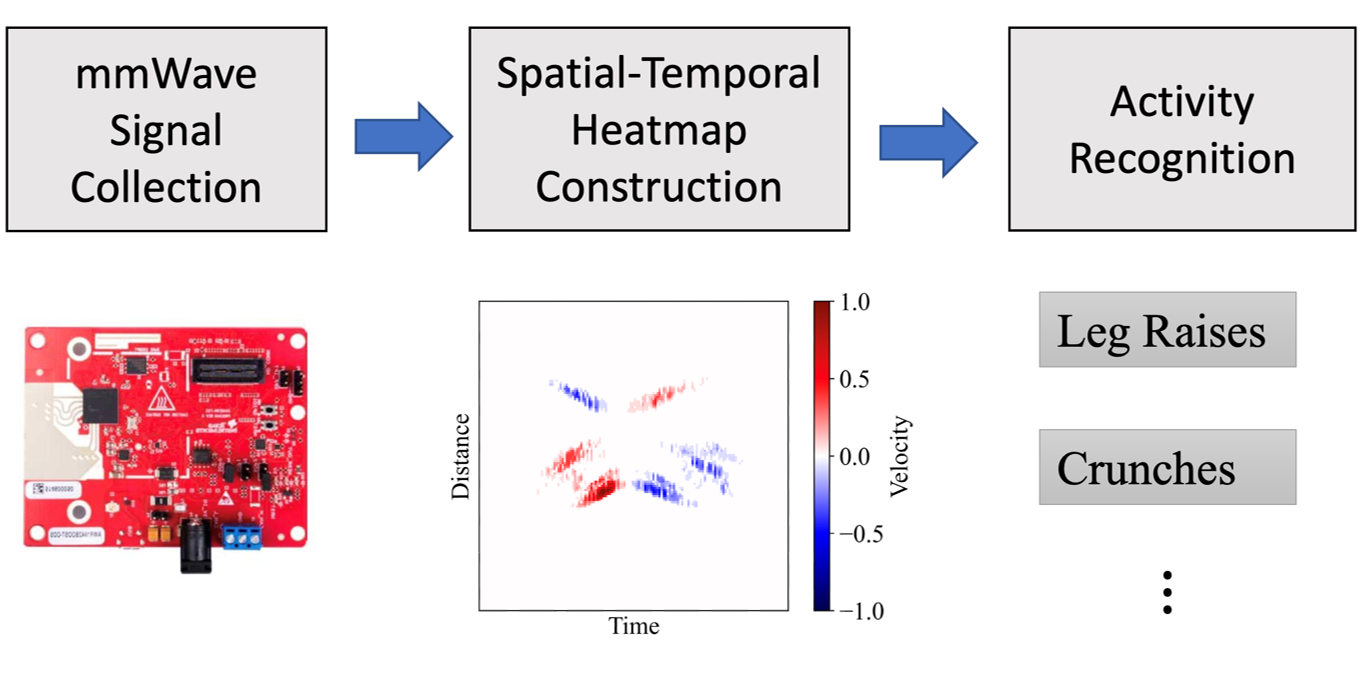 mmWave
Signal
Collection
Spatial-Temporal
Heatmap
Construction
Activity
Recognition
Distance
Time
1.0
0.5
0.0
−0.5
−1.0
Velocity
Leg Raises
Crunches